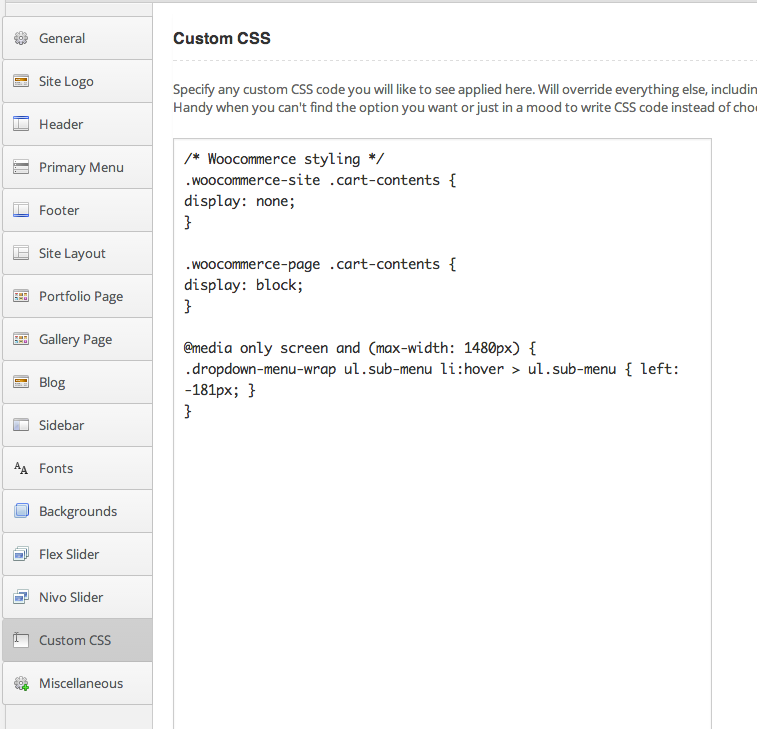 General
Site Logo
Header
Primary Menu
Footer
Site Layout
Portfolio Page
Gallery Page
Blog
Sidebar
Fonts
Backgrounds
Flex Slider
Nivo Slider
Custom CSS
Miscellaneous
Custom CSS
Specify any custom CSS code you will like to see applied here. Will override everything else, includin
Handy when you can't find the option you want or just in a mood to write CSS code instead of choo
/* Woocommerce styling */
.woocommerce-site .cart-contents {
display: none;
}
.woocommerce-page .cart-contents {
display: block;
}
@media only screen and (max-width: 1480px) {
.dropdown-menu-wrap ul.sub-menu li:hover > ul.sub-menu { left:
-181px; }
}